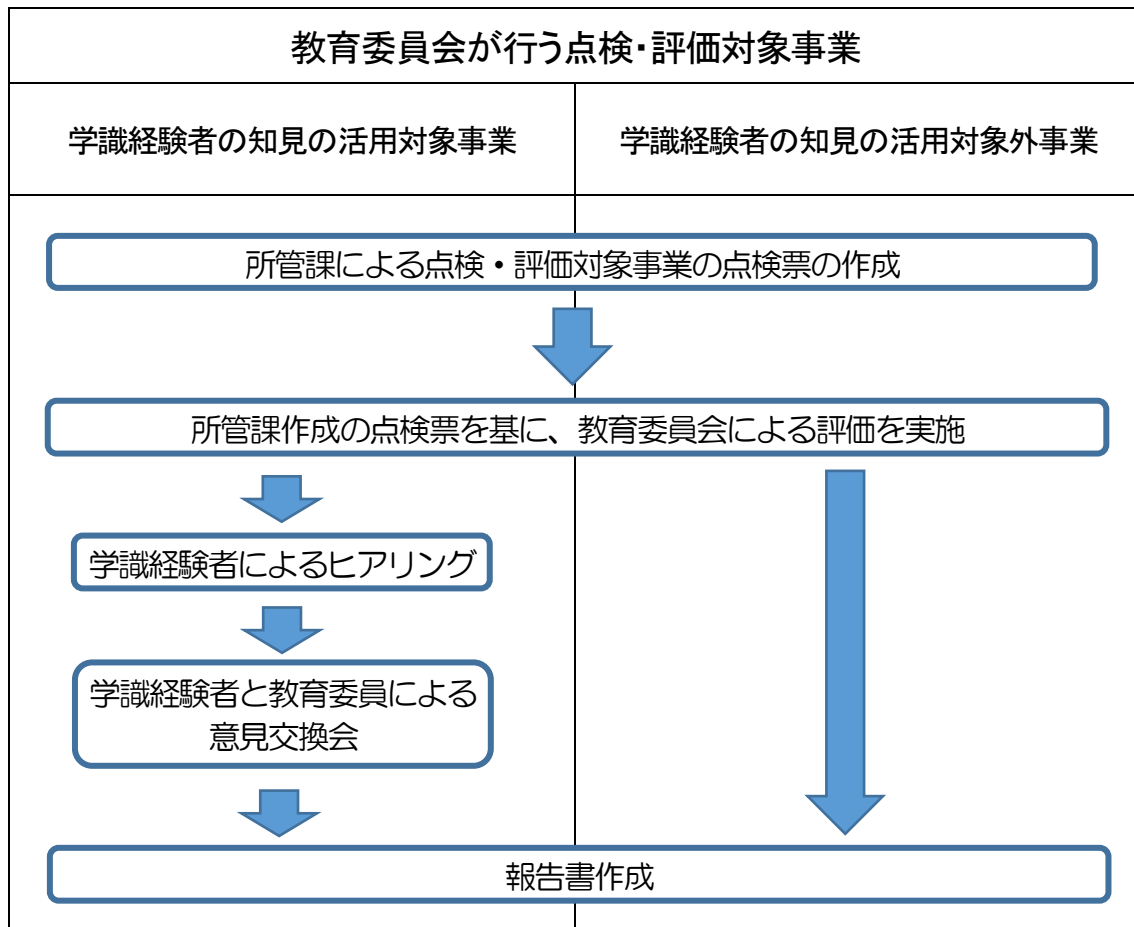 教育委員会が行う点検・評価対象事業
学識経験者の知見の活用対象事業
学識経験者の知見の活用対象外事業
所管課による点検・評価対象事業の点検票の作成
所管課作成の点検票を基に、教育委員会による評価を実施
学識経験者によるヒアリング
学識経験者と教育委員による
意見交換会
報告書作成